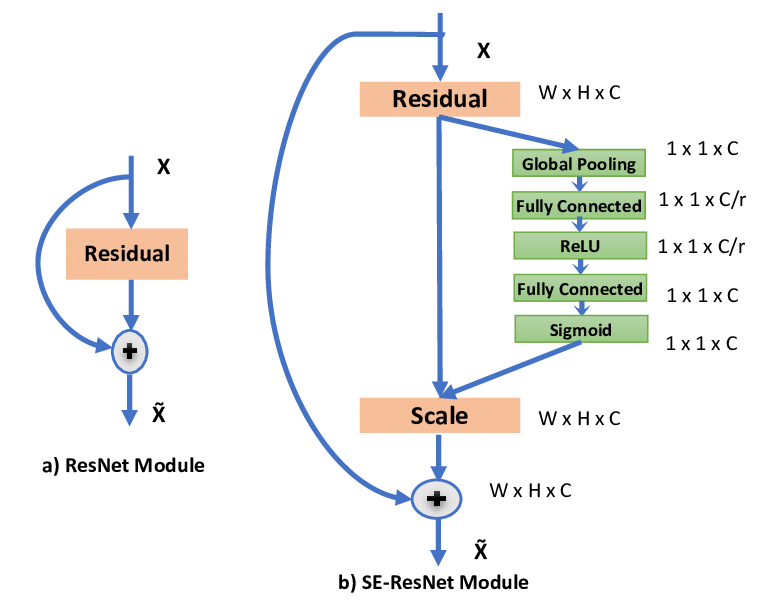 X
Residual
+
X̃
a) ResNet Module
X
Residual
W x H x C
Global Pooling
1 x 1 x C
Fully Connected
1 x 1 x C/r
ReLU
1 x 1 x C/r
Fully Connected
1 x 1 x C
Sigmoid
1 x 1 x C
Scale
W x H x C
+
W x H x C
X̃
b) SE-ResNet Module